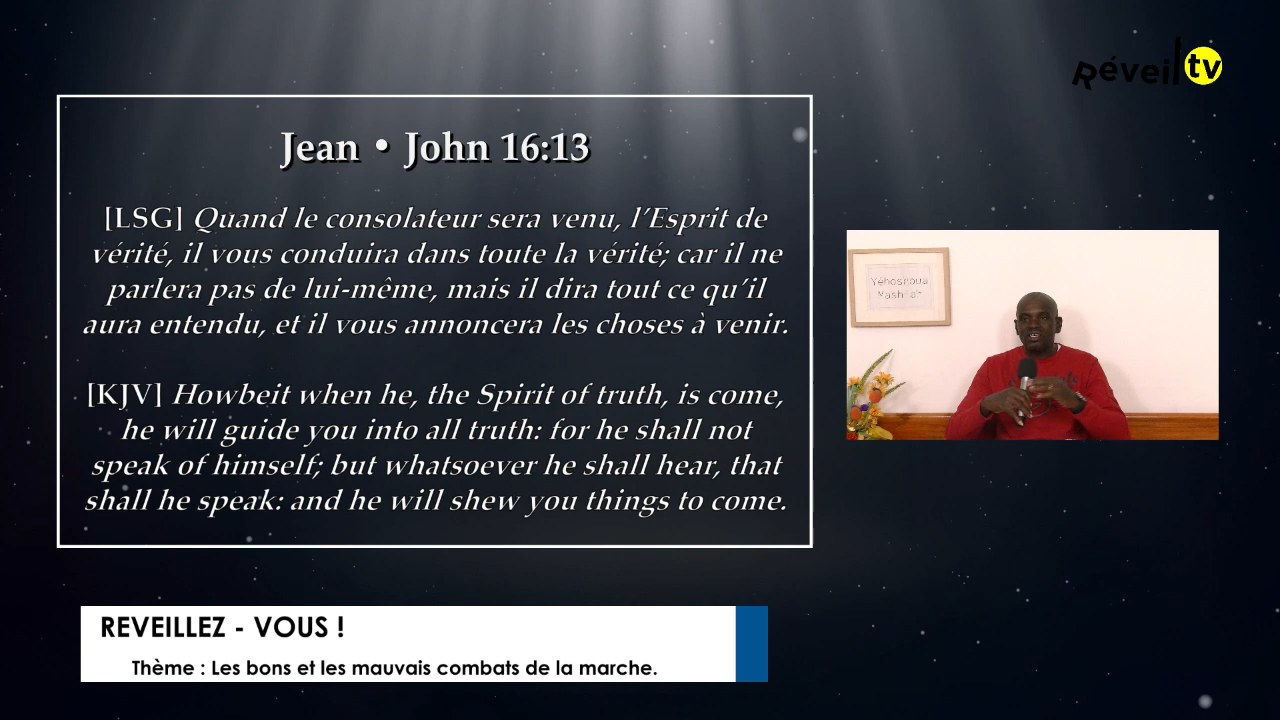 Réveil tv
Jean • John 16:13
[LSG] Quand le consolateur sera venu, l'Esprit de
vérité, il vous conduira dans toute la vérité; car il ne
parlera pas de lui-même, mais il dira tout ce qu'il
aura entendu, et il vous annoncera les choses à venir.
[KJV] Howbeit when he, the Spirit of truth, is come,
he will guide you into all truth: for he shall not
speak of himself; but whatsoever he shall hear, that
shall he speak: and he will shew you things to come.
REVEILLEZ - VOUS !
Thème : Les bons et les mauvais combats de la marche.